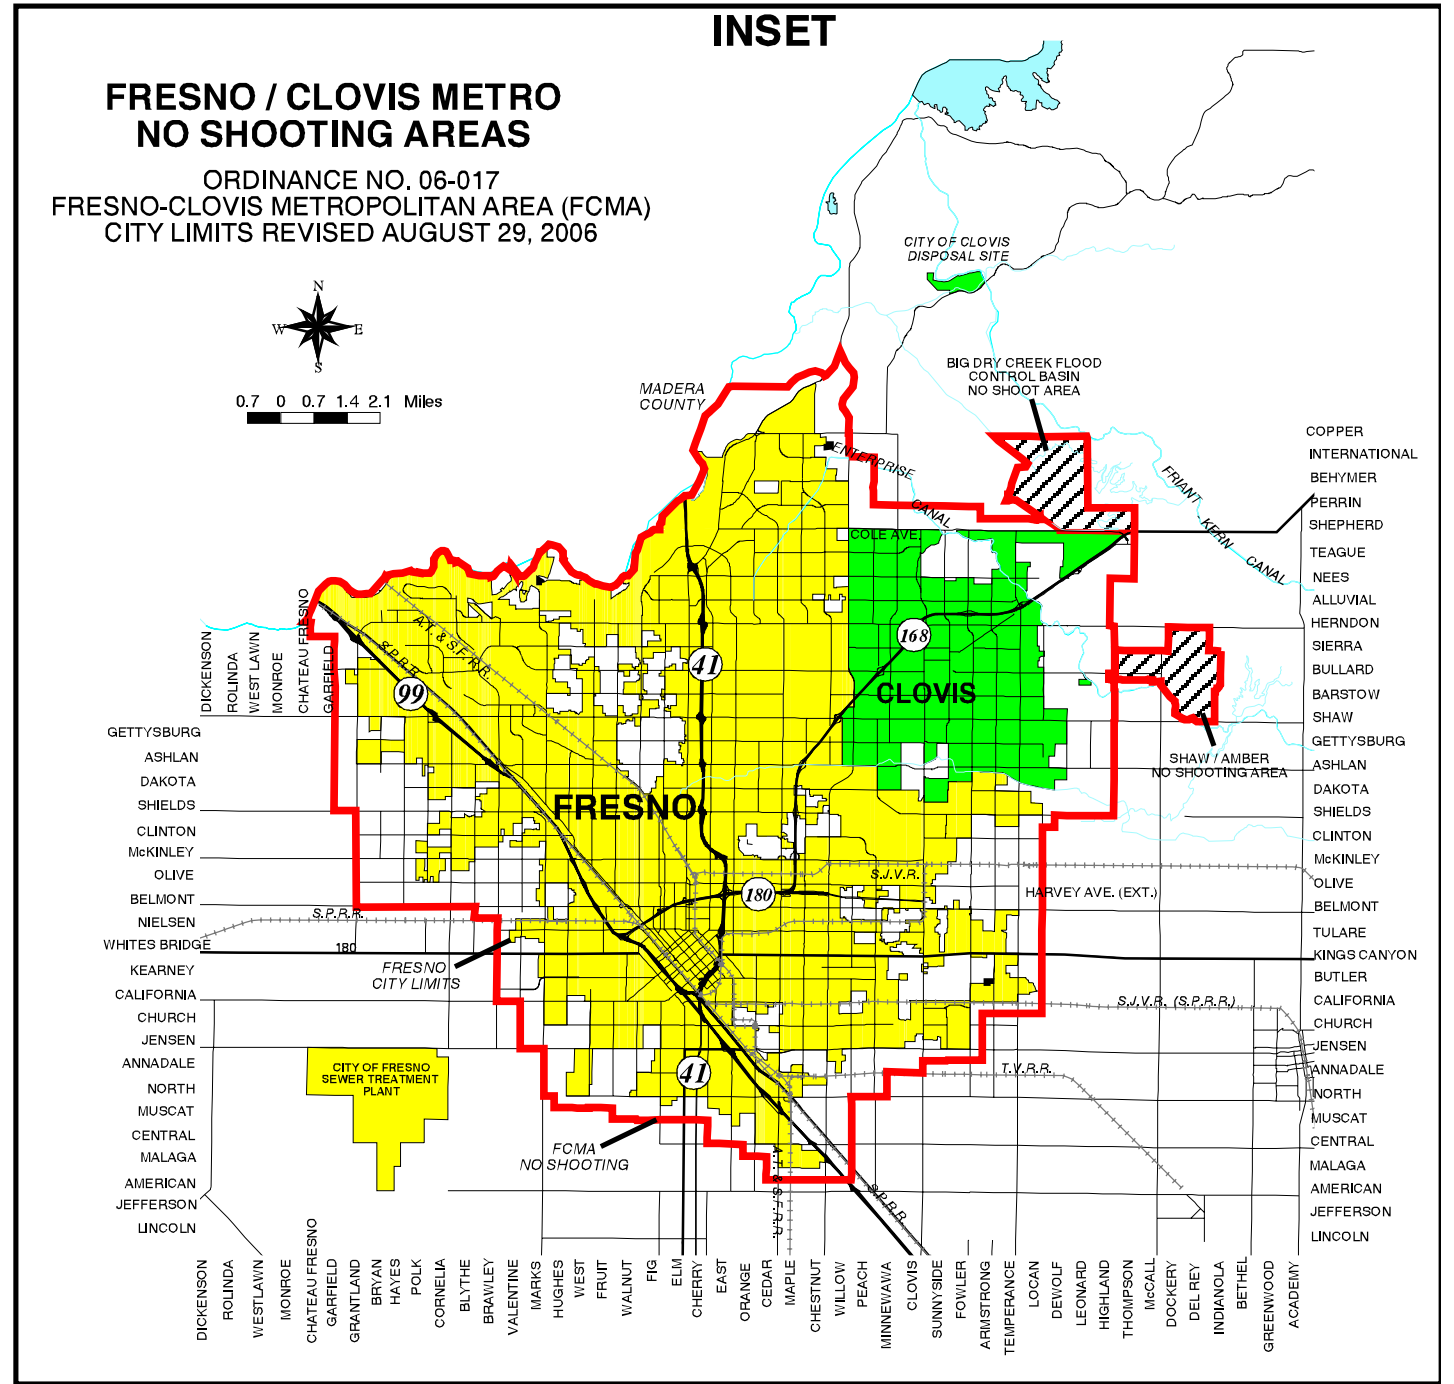 INSET
FRESNO / CLOVIS METRO
NO SHOOTING AREAS
ORDINANCE NO. 06-017
FRESNO-CLOVIS METROPOLITAN AREA (FCMA)
CITY LIMITS REVISED AUGUST 29, 2006
N
W
E
S
0.7 0 0.7 1.4 2.1 Miles
MADERA
COUNTY
CITY OF CLOVIS
DISPOSAL SITE
BIG DRY CREEK FLOOD
CONTROL BASIN
NO SHOOT AREA
ENTERPRISE
CANAL
FRIANT - KERN CANAL
COLE AVE.
A.T. & S.F. R.R.
S.P.R.R.
99
41
168
CLOVIS
FRESNO
SHAW / AMBER
NO SHOOTING AREA
S.J.V.R.
180
HARVEY AVE. (EXT.)
S.P.R.R.
180
FRESNO
CITY LIMITS
S.J.V.R. (S.P.R.R.)
T.V.R.R.
41
CITY OF FRESNO
SEWER TREATMENT
PLANT
FCMA
NO SHOOTING
A.T. & S.F.R.R.
S.P.R.R.
DICKENSON
ROLINDA
WEST LAWN
MONROE
CHATEAU FRESNO
GARFIELD
GETTYSBURG
ASHLAN
DAKOTA
SHIELDS
CLINTON
McKINLEY
OLIVE
BELMONT
NIELSEN
WHITES BRIDGE
KEARNEY
CALIFORNIA
CHURCH
JENSEN
ANNADALE
NORTH
MUSCAT
CENTRAL
MALAGA
AMERICAN
JEFFERSON
LINCOLN
COPPER
INTERNATIONAL
BEHYMER
PERRIN
SHEPHERD
TEAGUE
NEES
ALLUVIAL
HERNDON
SIERRA
BULLARD
BARSTOW
SHAW
GETTYSBURG
ASHLAN
DAKOTA
SHIELDS
CLINTON
McKINLEY
OLIVE
BELMONT
TULARE
KINGS CANYON
BUTLER
CALIFORNIA
CHURCH
JENSEN
ANNADALE
NORTH
MUSCAT
CENTRAL
MALAGA
AMERICAN
JEFFERSON
LINCOLN
DICKENSON
ROLINDA
WESTLAWN
MONROE
CHATEAU FRESNO
GARFIELD
GRANTLAND
BRYAN
HAYES
POLK
CORNELIA
BLYTHE
BRAWLEY
VALENTINE
MARKS
HUGHES
WEST
FRUIT
WALNUT
FIG
ELM
CHERRY
EAST
ORANGE
CEDAR
MAPLE
CHESTNUT
WILLOW
PEACH
MINNEWAWA
CLOVIS
SUNNYSIDE
FOWLER
ARMSTRONG
TEMPERANCE
LOCAN
DEWOLF
LEONARD
HIGHLAND
THOMPSON
McCALL
DOCKERY
DEL REY
INDIANOLA
BETHEL
GREENWOOD
ACADEMY